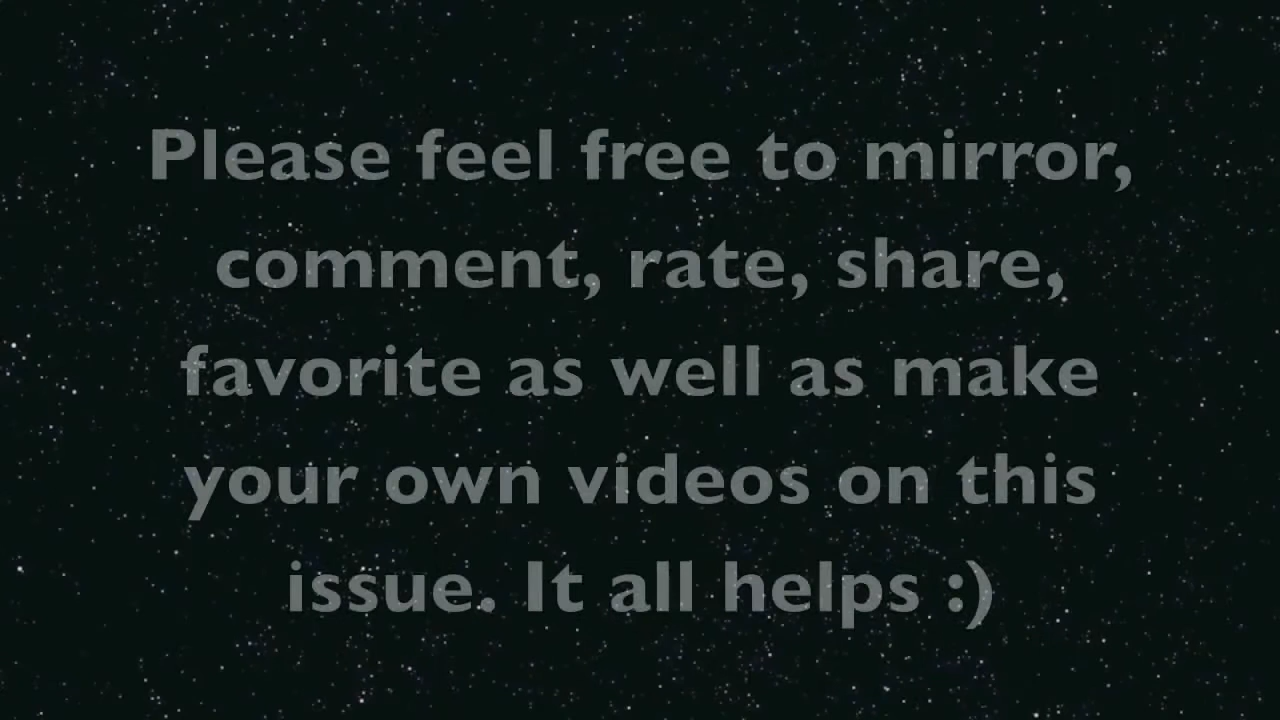 Please feel free to mirror,
comment, rate, share,
favorite as well as make
your own videos on this
issue. It all helps :)